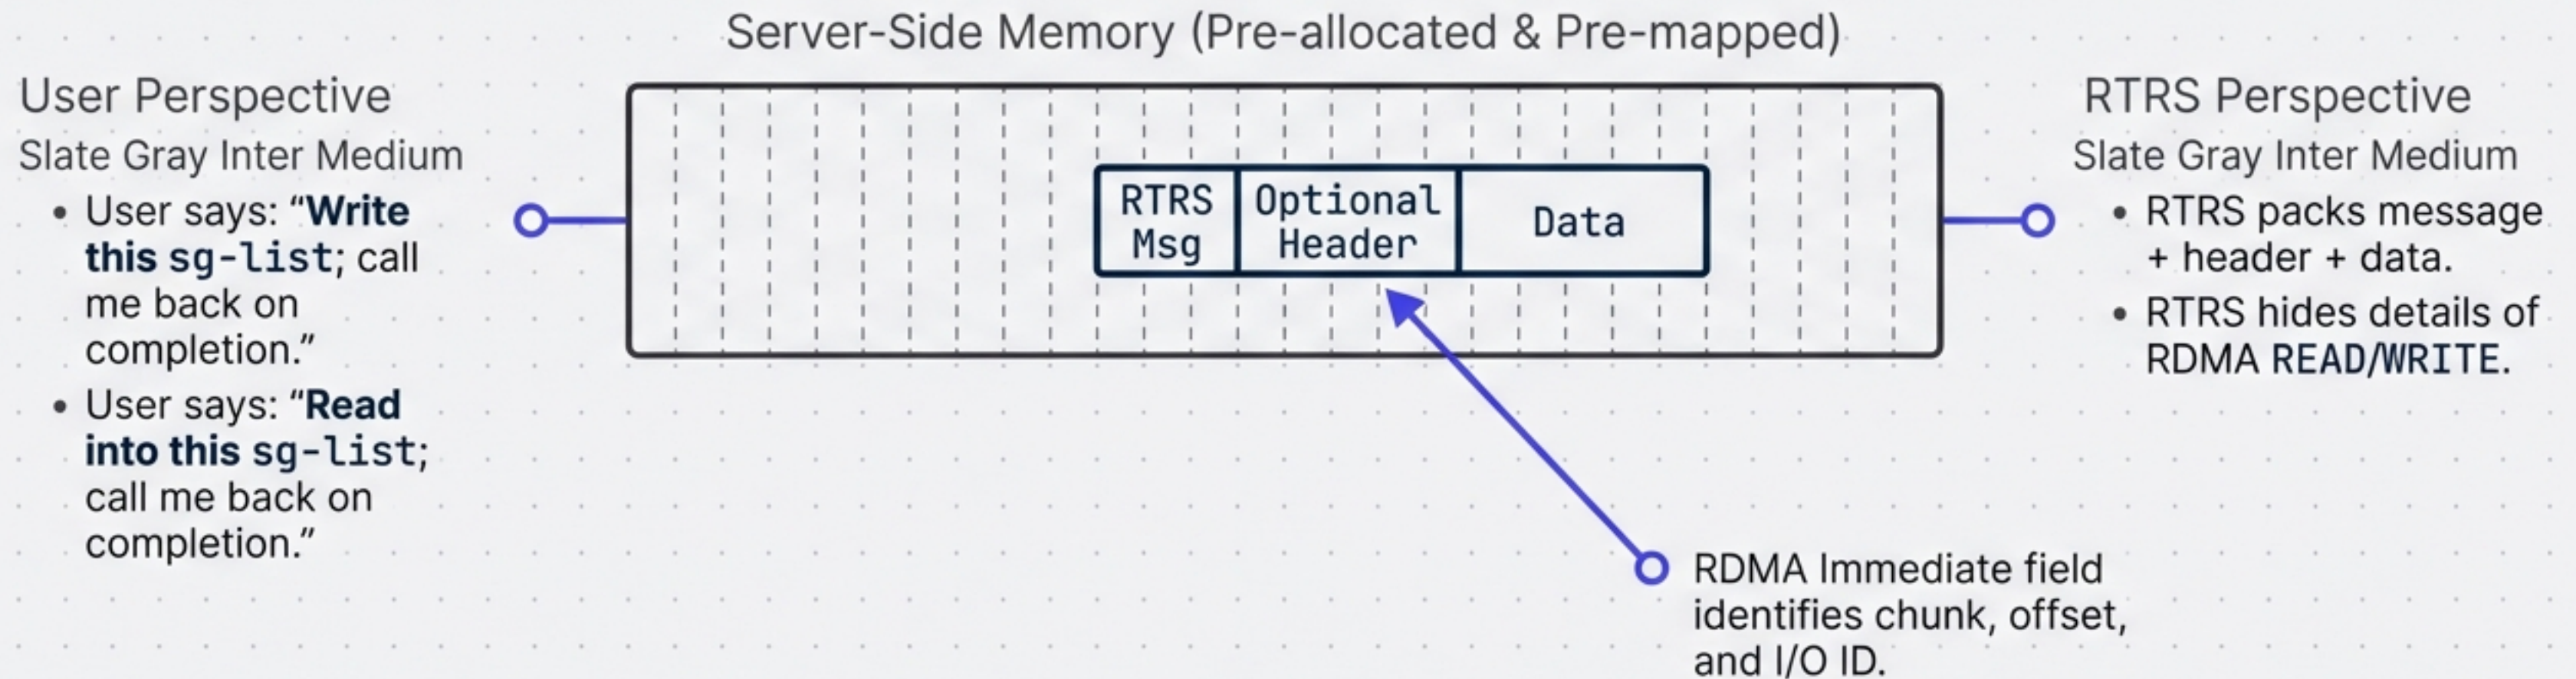 Server-Side Memory (Pre-allocated & Pre-mapped)
User Perspective
Slate Gray Inter Medium
• User says: “Write
this sg-list; call
me back on
completion.”
• User says: “Read
into this sg-list;
call me back on
completion.”
RTRS
Msg
Optional
Header
Data
RDMA Immediate field
identifies chunk, offset,
and I/O ID.
RTRS Perspective
Slate Gray Inter Medium
• RTRS packs message
+ header + data.
• RTRS hides details of
RDMA READ/WRITE.